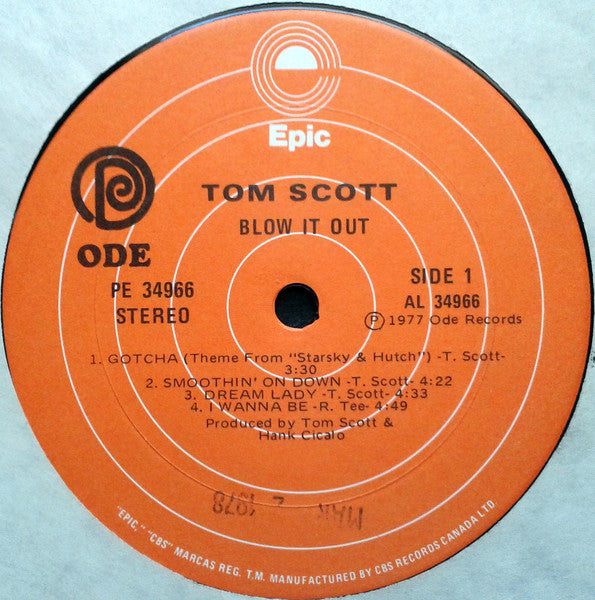 Epic
TOM SCOTT
BLOW IT OUT
ODE
PE 34966
STEREO
SIDE 1
AL 34966
Ⓟ 1977 Ode Records
1. GOTCHA (Theme From "Starsky & Hutch") -T. Scott-
3:30
2. SMOOTHIN' ON DOWN -T. Scott- 4:22
3. DREAM LADY -T. Scott- 4:33
4. I WANNA BE -R. Tee- 4:49
Produced by Tom Scott &
Hank Cicalo
MAR 2 1978
"EPIC," "CBS" MARCAS REG. T.M. MANUFACTURED BY CBS RECORDS CANADA LTD.